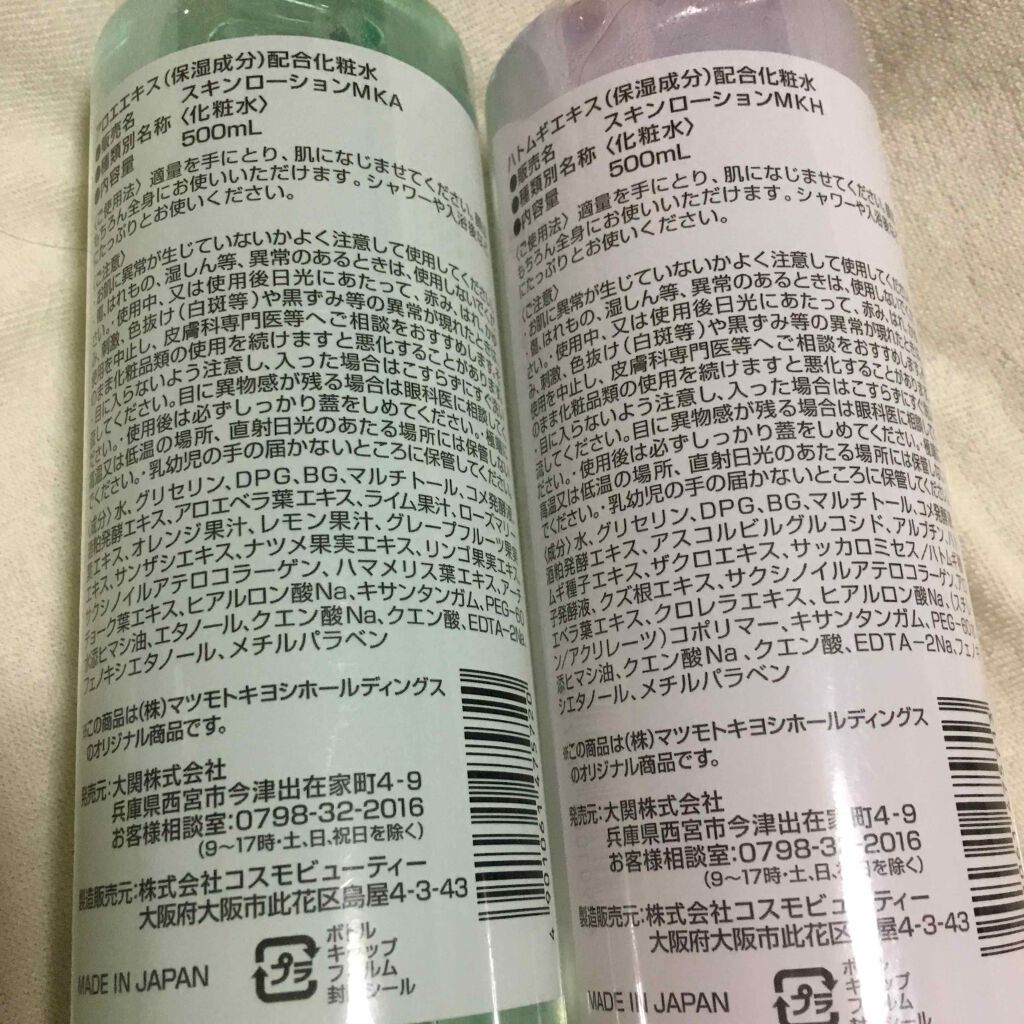 ロエエキス(保湿成分)配合化粧水
●販売名 スキンローションMKA
●種類別名称 〈化粧水〉
●内容量 500mL
〈ご使用法〉適量を手にとり、肌になじませてください。
もちろん全身にお使いいただけます。シャワーや入浴後
にたっぷりとお使いください。
〈ご注意〉
・お肌に異常が生じていないかよく注意して使用してください。
・傷、はれもの、湿しん等、異常のあるときは、使用しないでくだ
さい。・使用中、又は使用後日光にあたって、赤み、はれ、
み、刺激、色抜け(白斑等)や黒ずみ等の異常が現れたとき
使用を中止し、皮膚科専門医等へご相談をおすすめします。
のまま化粧品類の使用を続けますと悪化することがあります
目に入らないよう注意し、入った場合はこすらずにすぐ洗
流してください。目に異物感が残る場合は眼科医に相談して
ください。・使用後は必ずしっかり蓋をしめてください。・極端
高温又は低温の場所、直射日光のあたる場所には保管しない
でください。・乳幼児の手の届かないところに保管してください。
(成分)水、グリセリン、DPG、BG、マルチトール、コメ発酵液
酒粕発酵エキス、アロエベラ葉エキス、ライム果汁、ローズマリー
エキス、オレンジ果汁、レモン果汁、グレープフルーツ果実
エキス、サンザシエキス、ナツメ果実エキス、リンゴ果実エキス
サクシノイルアテロコラーゲン、ハマメリス葉エキス、アーテ
チョーク葉エキス、ヒアルロン酸Na、キサンタンガム、PEG-60
水添ヒマシ油、エタノール、クエン酸Na、クエン酸、EDTA-2Na
フェノキシエタノール、メチルパラベン
※この商品は(株)マツモトキヨシホールディングス
のオリジナル商品です。
発売元:大関株式会社
兵庫県西宮市今津出在家町4-9
お客様相談室:0798-32-2016
(9〜17時・土、日、祝日を除く)
製造販売元:株式会社コスモビューティー
大阪府大阪市此花区島屋4-3-43
MADE IN JAPAN
プラ
ボトル
キャップ
フィルム
封緘シール
ハトムギエキス(保湿成分)配合化粧水
●販売名 スキンローションMKH
●種類別名称 〈化粧水〉
●内容量 500mL
〈ご使用法〉適量を手にとり、肌になじませてください。
もちろん全身にお使いいただけます。シャワーや入浴後
にたっぷりとお使いください。
〈ご注意〉
・お肌に異常が生じていないかよく注意して使用してください。
・傷、はれもの、湿しん等、異常のあるときは、使用しないでくだ
さい。・使用中、又は使用後日光にあたって、赤み、はれ、
み、刺激、色抜け(白斑等)や黒ずみ等の異常が現れたとき
使用を中止し、皮膚科専門医等へご相談をおすすめします。
のまま化粧品類の使用を続けますと悪化することがありま
・目に入らないよう注意し、入った場合はこすらずにすぐ
流してください。目に異物感が残る場合は眼科医に相談
ください。・使用後は必ずしっかり蓋をしめてください。・極端
高温又は低温の場所、直射日光のあたる場所には保管し
でください。・乳幼児の手の届かないところに保管してください。
(成分)水、グリセリン、DPG、BG、マルチトール、コメ発酵
酒粕発酵エキス、アスコルビルグルコシド、アルブチン、ハ
ムギ種子エキス、ザクロエキス、サッカロミセス/ハトムギ
子発酵液、クズ根エキス、サクシノイルアテロコラーゲン、アロ
エベラ葉エキス、クロレラエキス、ヒアルロン酸Na、(スチレ
ン/アクリレーツ)コポリマー、キサンタンガム、PEG-60
添ヒマシ油、クエン酸Na、クエン酸、EDTA-2Na、フェノキ
シエタノール、メチルパラベン
※この商品は(株)マツモトキヨシホールディングス
のオリジナル商品です。
発売元:大関株式会社
兵庫県西宮市今津出在家町4-9
お客様相談室:0798-32-2016
(9〜17時・土、日、祝日を除く)
製造販売元:株式会社コスモビューティー
大阪府大阪市此花区島屋4-3-43
MADE IN JAPAN
プラ
ボトル
キャップ
フィルム
封緘シール